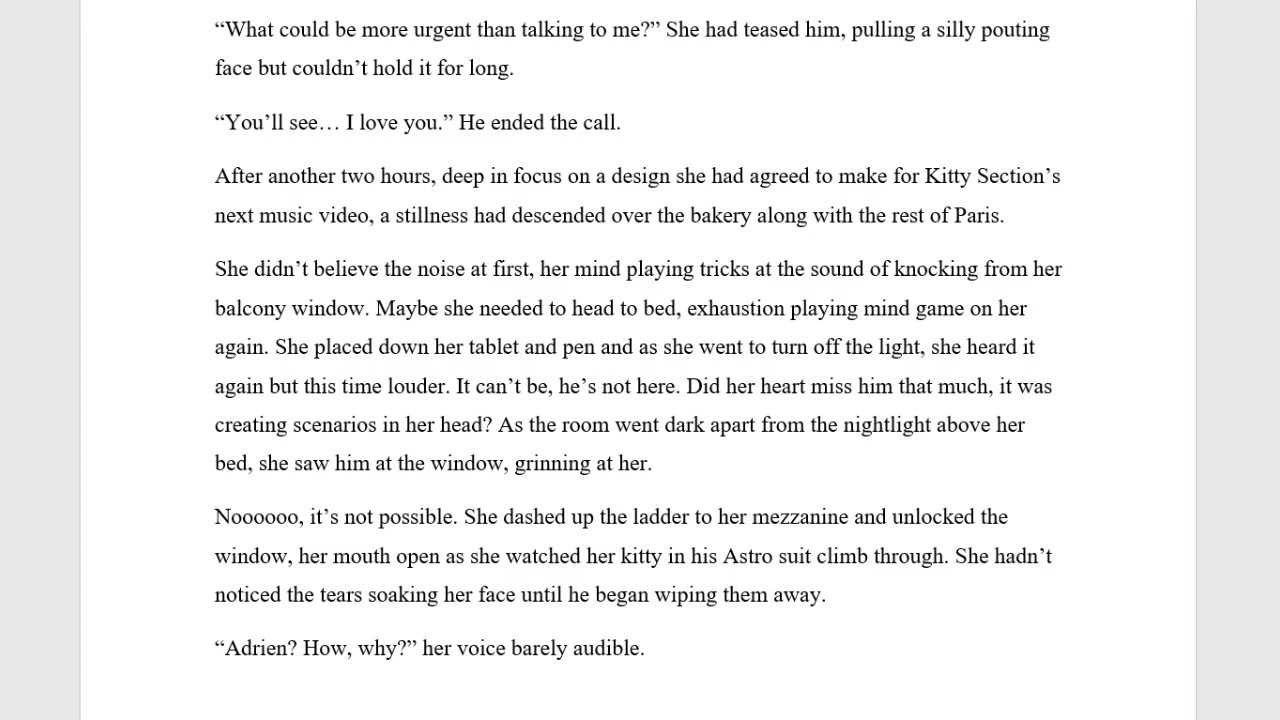 “What could be more urgent than talking to me?” She had teased him, pulling a silly pouting
face but couldn’t hold it for long.
“You’ll see… I love you.” He ended the call.
After another two hours, deep in focus on a design she had agreed to make for Kitty Section’s
next music video, a stillness had descended over the bakery along with the rest of Paris.
She didn’t believe the noise at first, her mind playing tricks at the sound of knocking from her
balcony window. Maybe she needed to head to bed, exhaustion playing mind game on her
again. She placed down her tablet and pen and as she went to turn off the light, she heard it
again but this time louder. It can’t be, he’s not here. Did her heart miss him that much, it was
creating scenarios in her head? As the room went dark apart from the nightlight above her
bed, she saw him at the window, grinning at her.
Noooooo, it’s not possible. She dashed up the ladder to her mezzanine and unlocked the
window, her mouth open as she watched her kitty in his Astro suit climb through. She hadn’t
noticed the tears soaking her face until he began wiping them away.
“Adrien? How, why?” her voice barely audible.